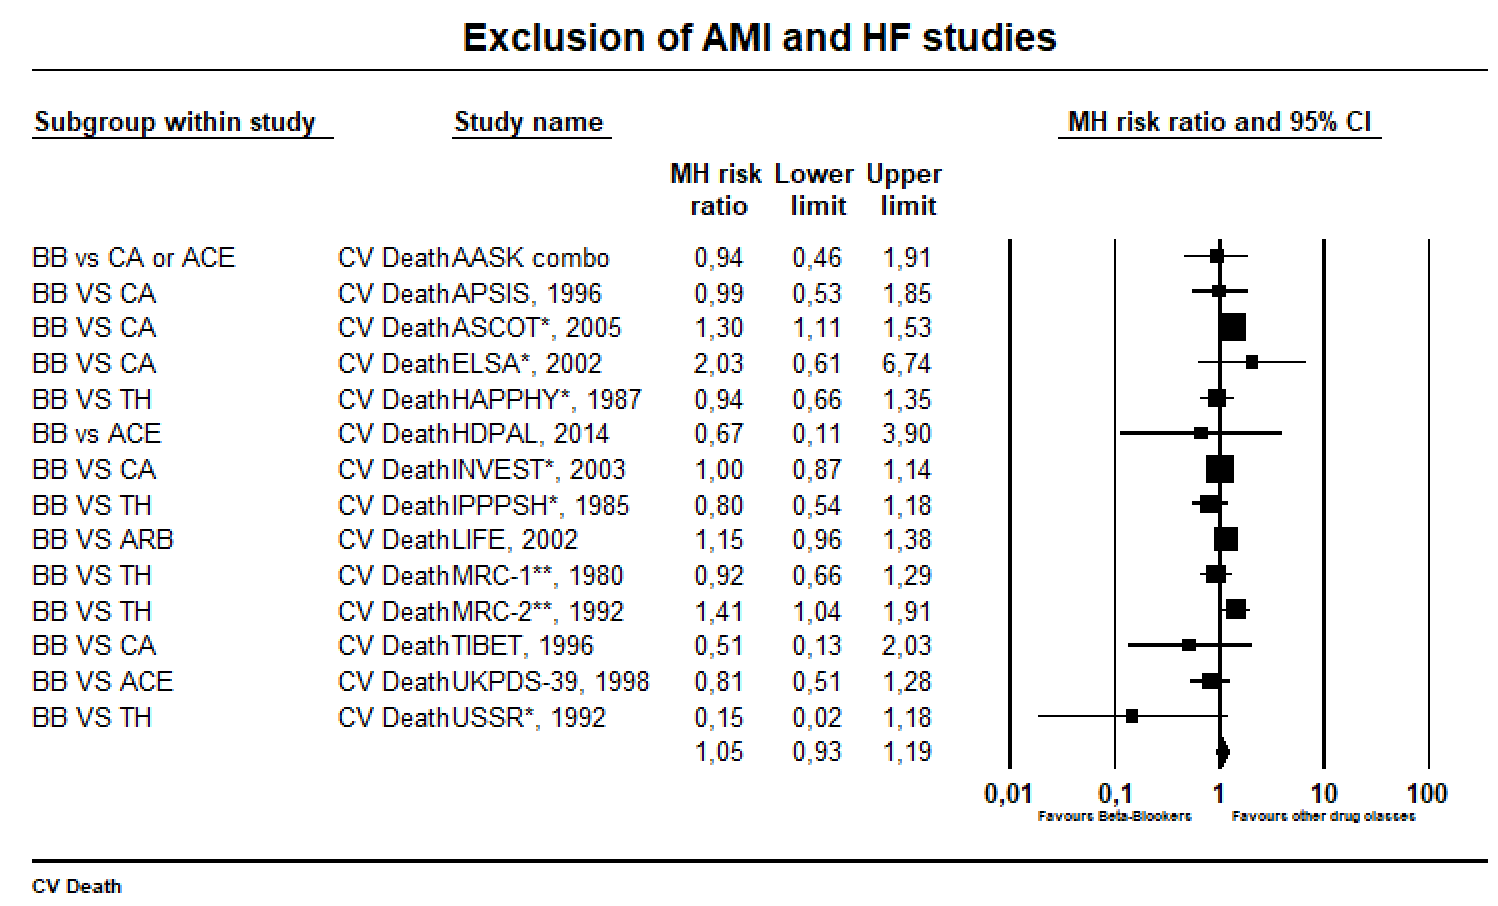 Exclusion of AMI and HF studies
Subgroup within study Study name MH risk ratio and 95% CI
MH risk Lower Upper
ratio limit limit
BB vs CA or ACE CV Death AASK combo 0,94 0,46 1,91
BB VS CA CV Death APSIS, 1996 0,99 0,53 1,85
BB VS CA CV Death ASCOT*, 2005 1,30 1,11 1,53
BB VS CA CV Death ELSA*, 2002 2,03 0,61 6,74
BB VS TH CV Death HAPPHY*, 1987 0,94 0,66 1,35
BB vs ACE CV Death HDPAL, 2014 0,67 0,11 3,90
BB VS CA CV Death INVEST*, 2003 1,00 0,87 1,14
BB VS TH CV Death IPPPSH*, 1985 0,80 0,54 1,18
BB VS ARB CV Death LIFE, 2002 1,15 0,96 1,38
BB VS TH CV Death MRC-1**, 1980 0,92 0,66 1,29
BB VS TH CV Death MRC-2**, 1992 1,41 1,04 1,91
BB VS CA CV Death TIBET, 1996 0,51 0,13 2,03
BB VS ACE CV Death UKPDS-39, 1998 0,81 0,51 1,28
BB VS TH CV Death USSR*, 1992 0,15 0,02 1,18
1,05 0,93 1,19
0,01 0,1 1 10 100
Favours Beta-Blockers Favours other drug classes
CV Death